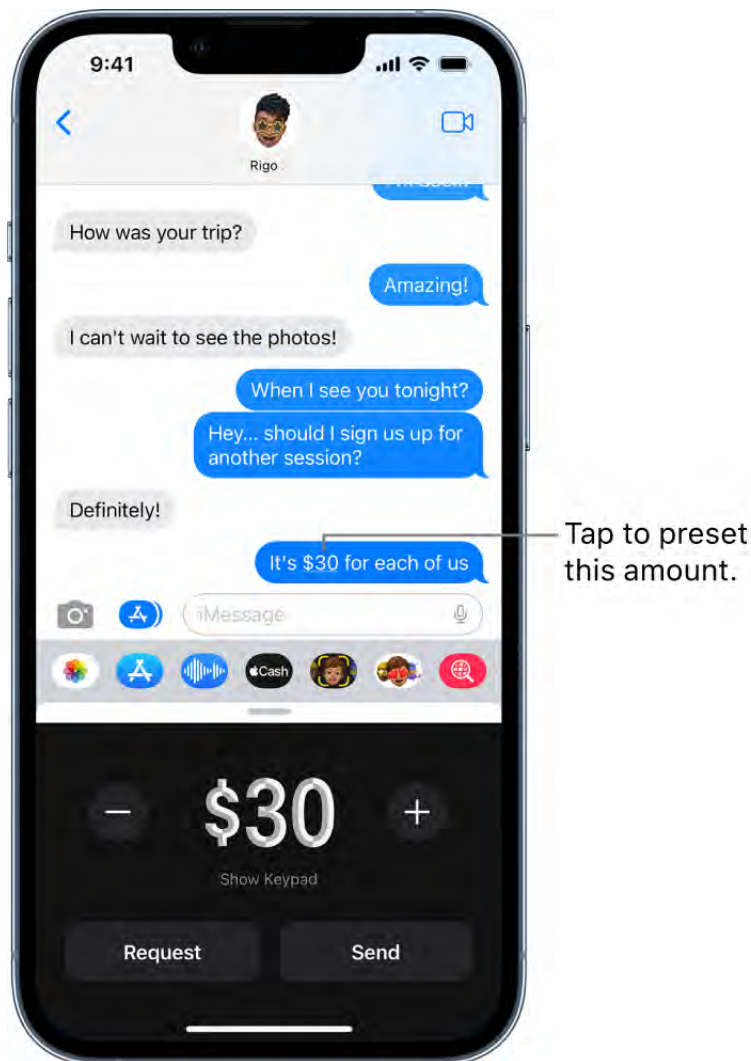 9:41
Rigo
How was your trip?
Amazing!
I can't wait to see the photos!
When I see you tonight?
Hey... should I sign us up for
another session?
Definitely!
It's $30 for each of us
Tap to preset
this amount.
iMessage
Cash
$30
Show Keypad
Request
Send